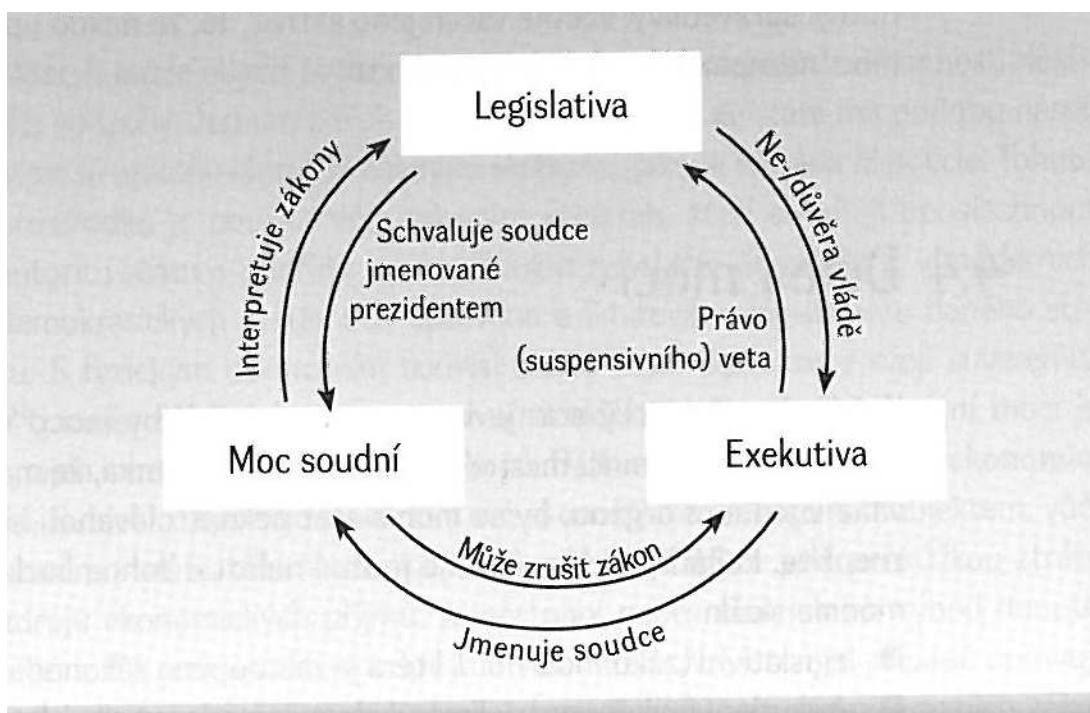 Legislativa
Interpretuje zákony
Schvaluje soudce
jmenované
prezidentem
Ne-/důvěra vládě
Právo
(suspensivního) veta
Moc soudní
Exekutiva
Může zrušit zákon
Jmenuje soudce